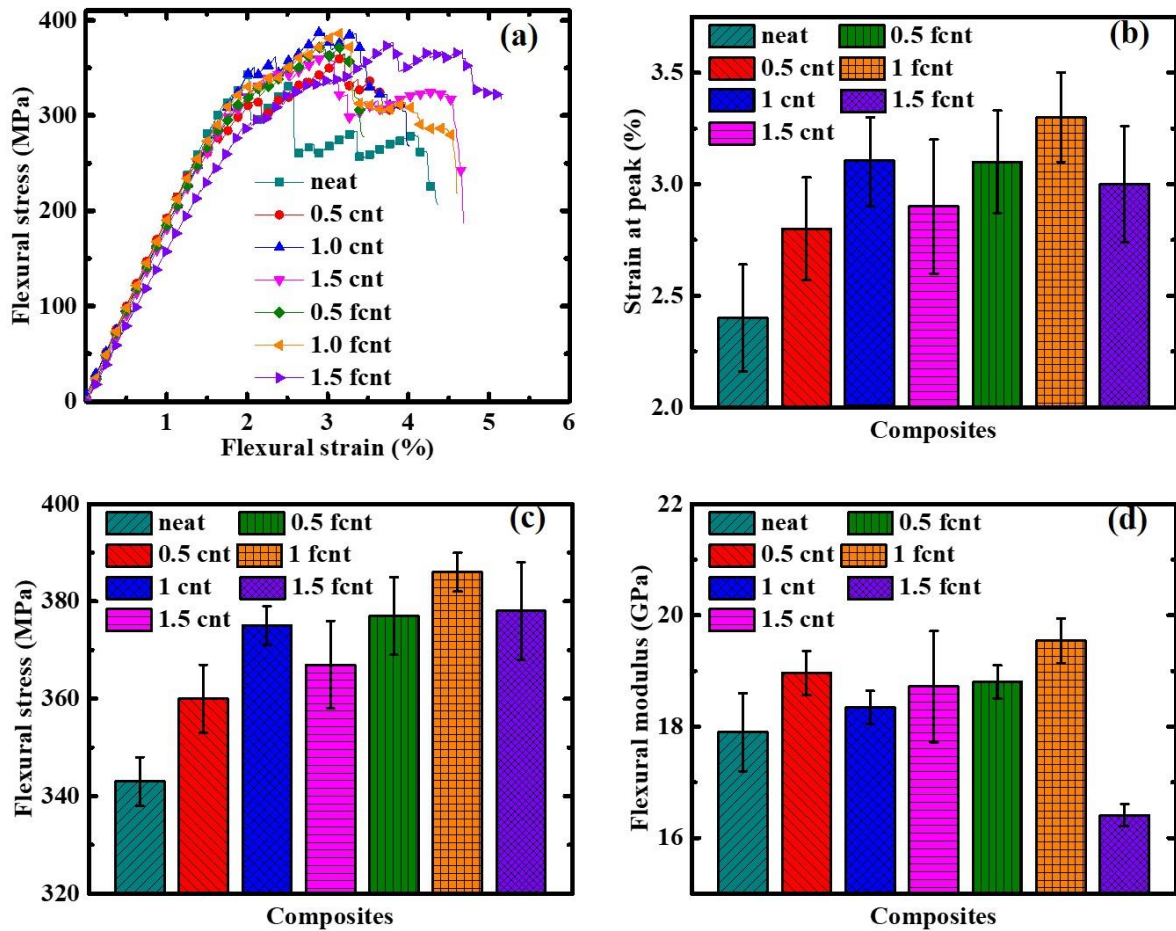 (a)
Flexural stress (MPa)
400
300
200
100
0
neat
0.5 cnt
1.0 cnt
1.5 cnt
0.5 fcnt
1.0 fcnt
1.5 fcnt
0 1 2 3 4 5 6
Flexural strain (%)
(b)
Strain at peak (%)
3.5
3.0
2.5
2.0
neat 0.5 fcnt
0.5 cnt 1 fcnt
1 cnt 1.5 fcnt
1.5 cnt
Composites
(c)
Flexural stress (MPa)
400
380
360
340
320
neat 0.5 fcnt
0.5 cnt 1 fcnt
1 cnt 1.5 fcnt
1.5 cnt
Composites
(d)
Flexural modulus (GPa)
22
20
18
16
neat 0.5 fcnt
0.5 cnt 1 fcnt
1 cnt 1.5 fcnt
1.5 cnt
Composites